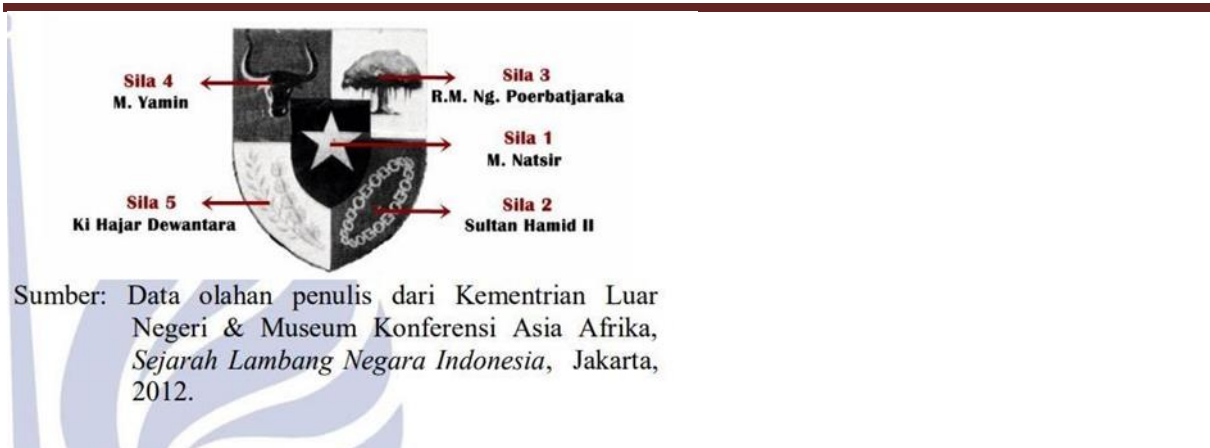 Sila 4
M. Yamin
Sila 3
R.M. Ng. Poerbatjaraka
Sila 1
M. Natsir
Sila 5
Ki Hajar Dewantara
Sila 2
Sultan Hamid II
Sumber: Data olahan penulis dari Kementrian Luar
Negeri & Museum Konferensi Asia Afrika,
Sejarah Lambang Negara Indonesia, Jakarta,
2012.